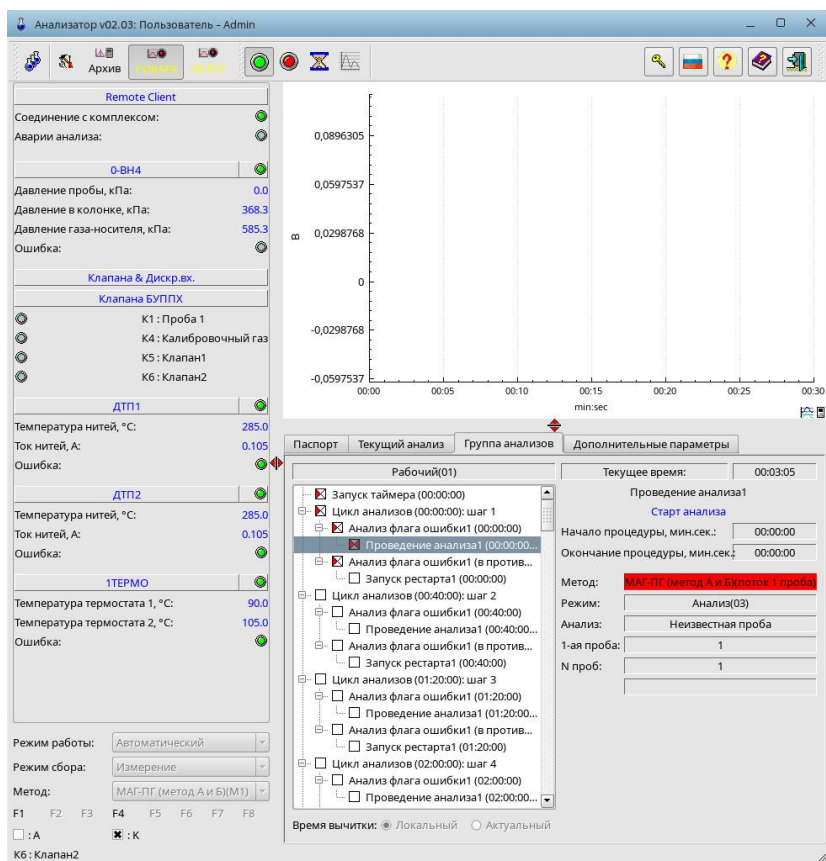 Анализатор v02.03: Пользователь - Admin
Архив
Remote Client
Соединение с комплексом:
Аварии анализа:
0-ВН4
Давление пробы, кПа: 0.0
Давление в колонке, кПа: 368.3
Давление газа-носителя, кПа: 585.3
Ошибка:
Клапана & Дискр.вх.
Клапана БУППХ
К1 : Проба 1
К4 : Калибровочный газ
К5 : Клапан1
К6 : Клапан2
ДТП1
Температура нитей, °С: 285.0
Ток нитей, А: 0.105
Ошибка:
ДТП2
Температура нитей, °С: 285.0
Ток нитей, А: 0.105
Ошибка:
1ТЕРМО
Температура термостата 1, °С: 90.0
Температура термостата 2, °С: 105.0
Ошибка:
Режим работы: Автоматический
Режим сбора: Измерение
Метод: МАГ-ПГ (метод А и Б)(М1)
F1 F2 F3 F4 F5 F6 F7 F8
: А : К
К6 : Клапан2
0,0896305
0,0597537
0,0298768
0
-0,0298768
-0,0597537
В
00:00 00:05 00:10 00:15 00:20 00:25 00:30
min:sec
Паспорт Текущий анализ Группа анализов Дополнительные параметры
Рабочий(01)
Запуск таймера (00:00:00)
Цикл анализов (00:00:00): шаг 1
Анализ флага ошибки1 (00:00:00)
Проведение анализа1 (00:00:00...
Анализ флага ошибки1 (в против...
Запуск рестарта1 (00:00:00)
Цикл анализов (00:40:00): шаг 2
Анализ флага ошибки1 (00:40:00)
Проведение анализа1 (00:40:00...
Анализ флага ошибки1 (в против...
Запуск рестарта1 (00:40:00)
Цикл анализов (01:20:00): шаг 3
Анализ флага ошибки1 (01:20:00)
Проведение анализа1 (01:20:00...
Анализ флага ошибки1 (в против...
Запуск рестарта1 (01:20:00)
Цикл анализов (02:00:00): шаг 4
Анализ флага ошибки1 (02:00:00)
Проведение анализа1 (02:00:00...
Время вычитки: Локальный Актуальный
Текущее время: 00:03:05
Проведение анализа1
Старт анализа
Начало процедуры, мин.сек.: 00:00:00
Окончание процедуры, мин.сек.: 00:00:00
Метод: МАГ-ПГ (метод А и Б)(поток 1 проба)
Режим: Анализ(03)
Анализ: Неизвестная проба
1-ая проба: 1
N проб: 1